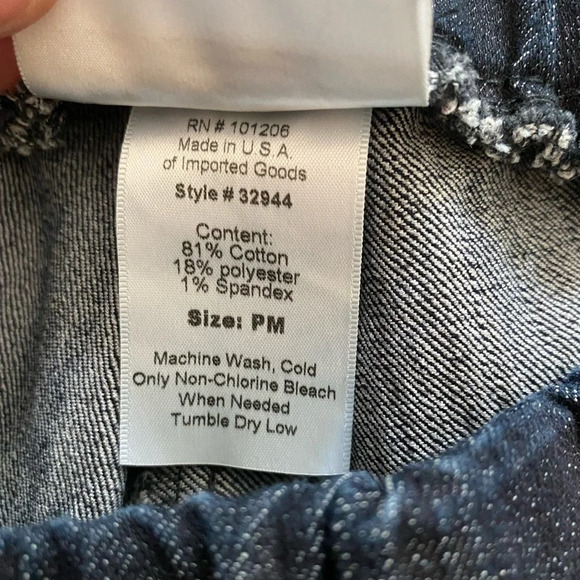 RN # 101206
Made in U.S.A.
of Imported Goods
Style # 32944
Content:
81% Cotton
18% polyester
1% Spandex
Size: PM
Machine Wash, Cold
Only Non-Chlorine Bleach
When Needed
Tumble Dry Low